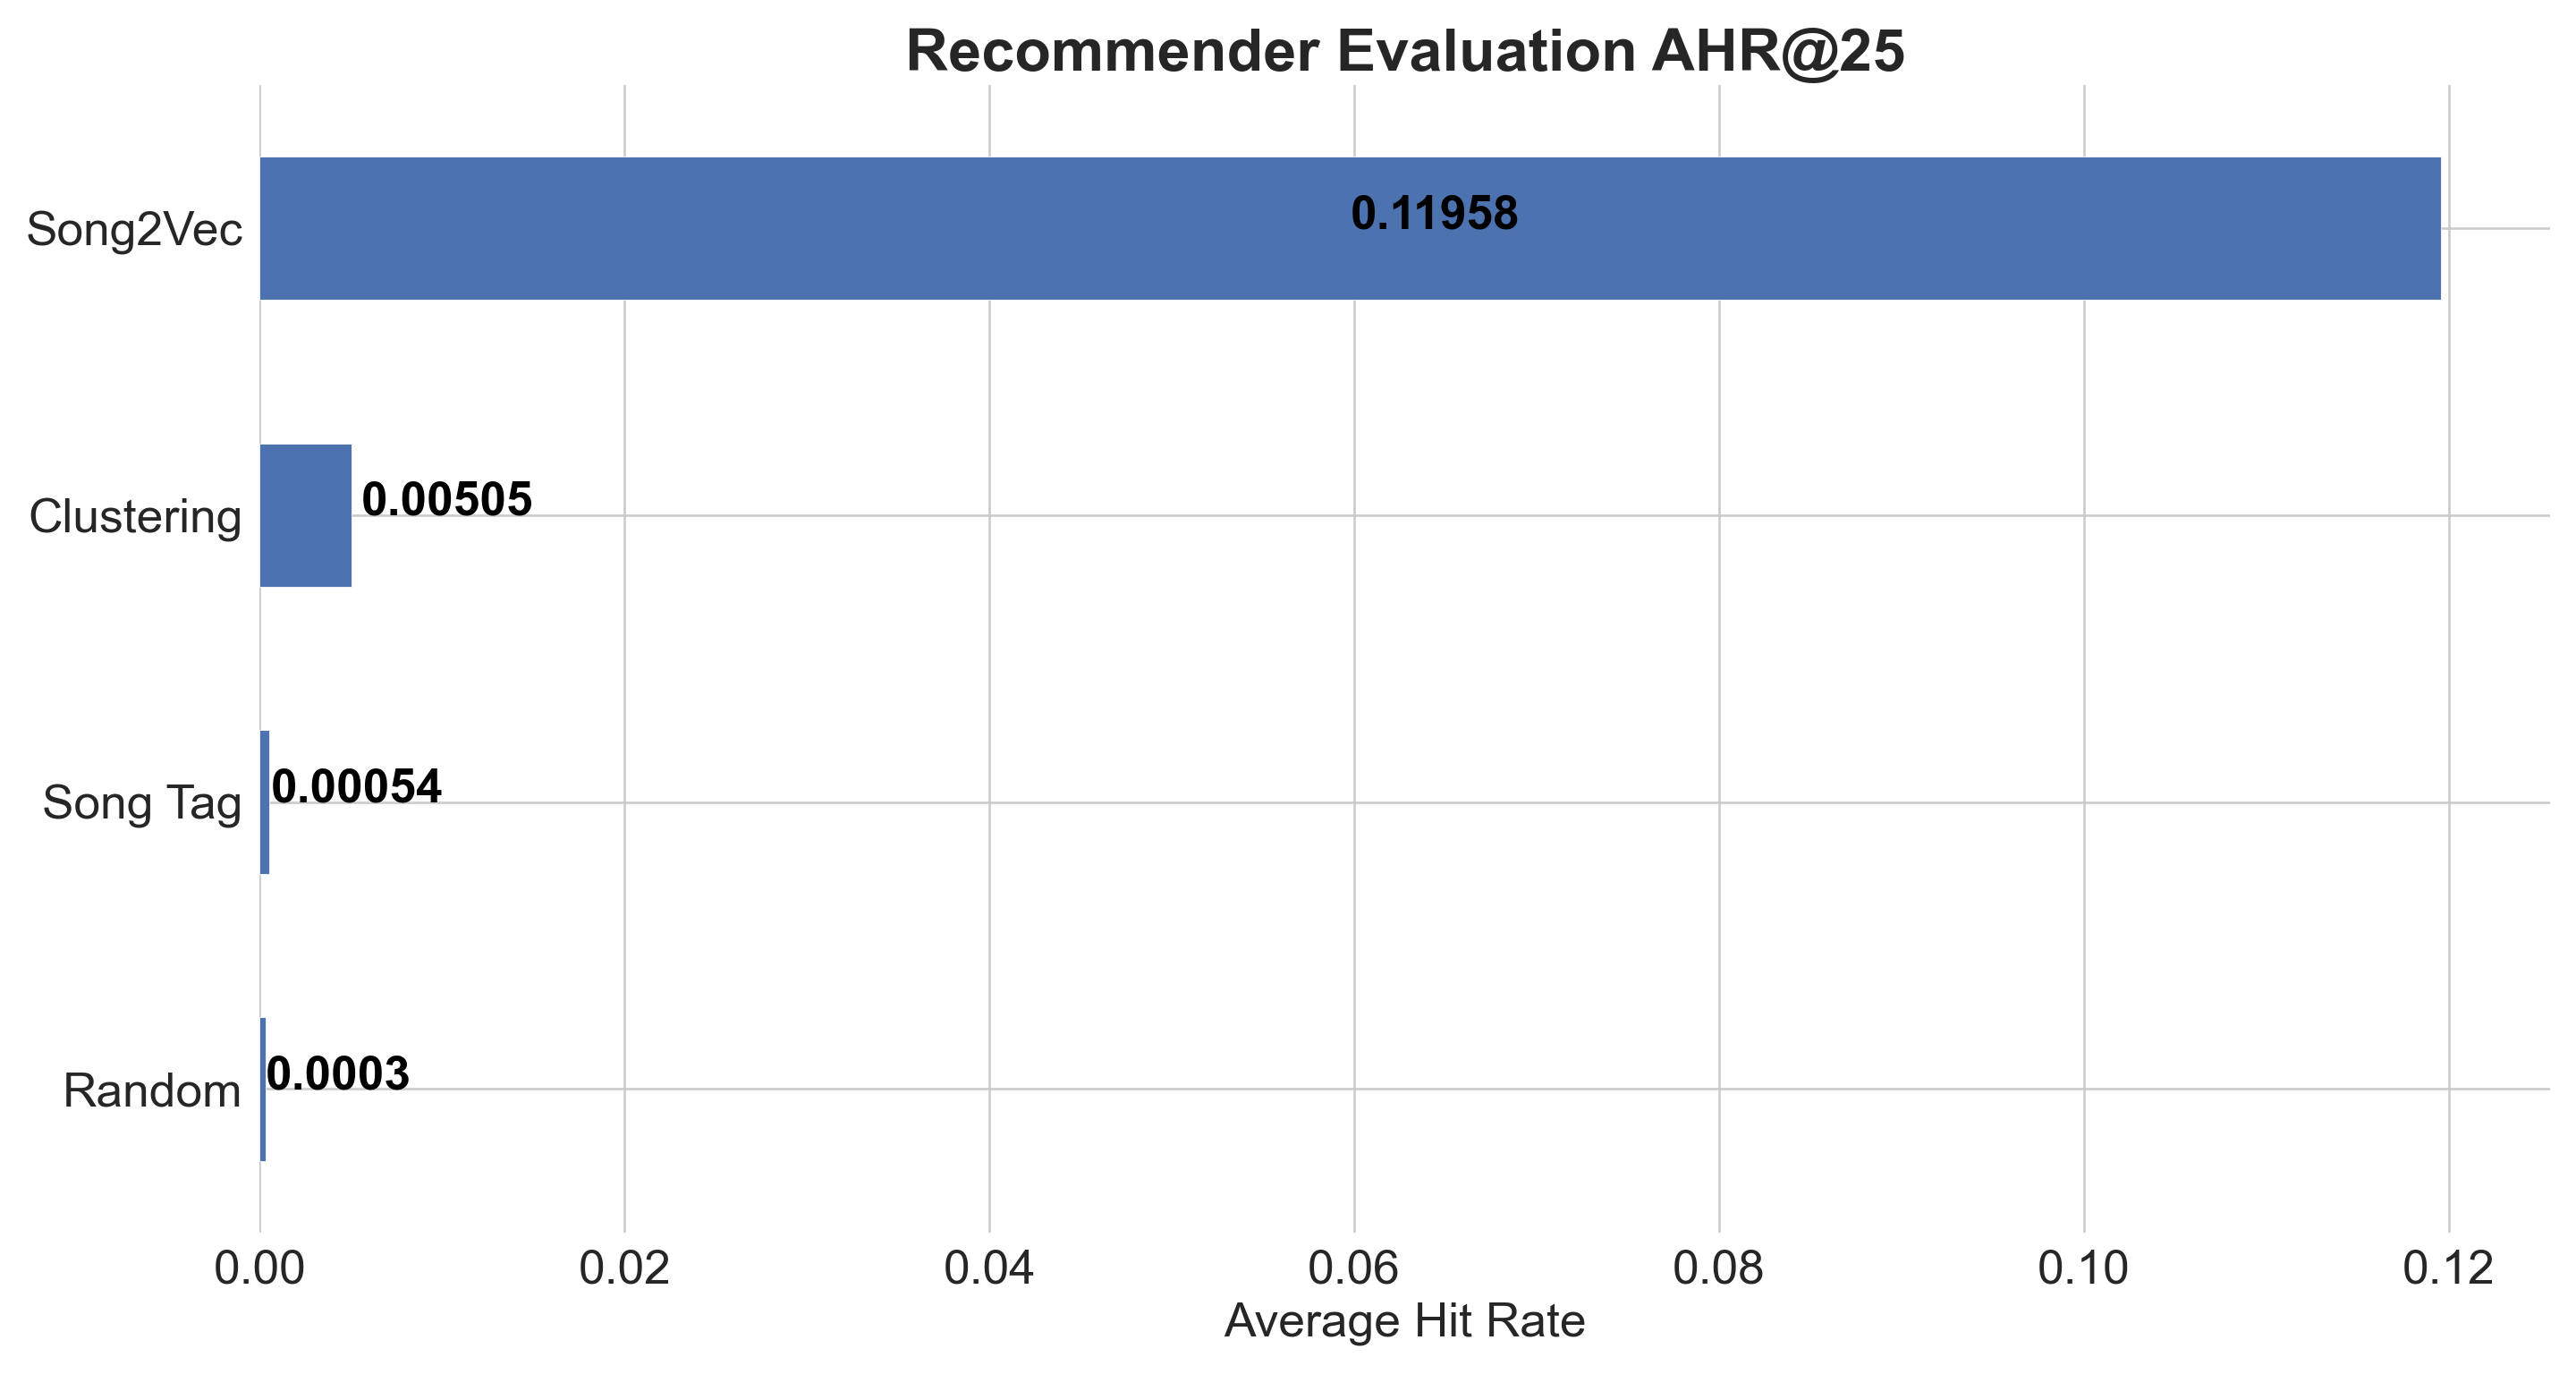 Recommender Evaluation AHR@25
Song2Vec
0.11958
Clustering
0.00505
Song Tag
0.00054
Random
0.0003
0.00
0.02
0.04
0.06
0.08
0.10
0.12
Average Hit Rate